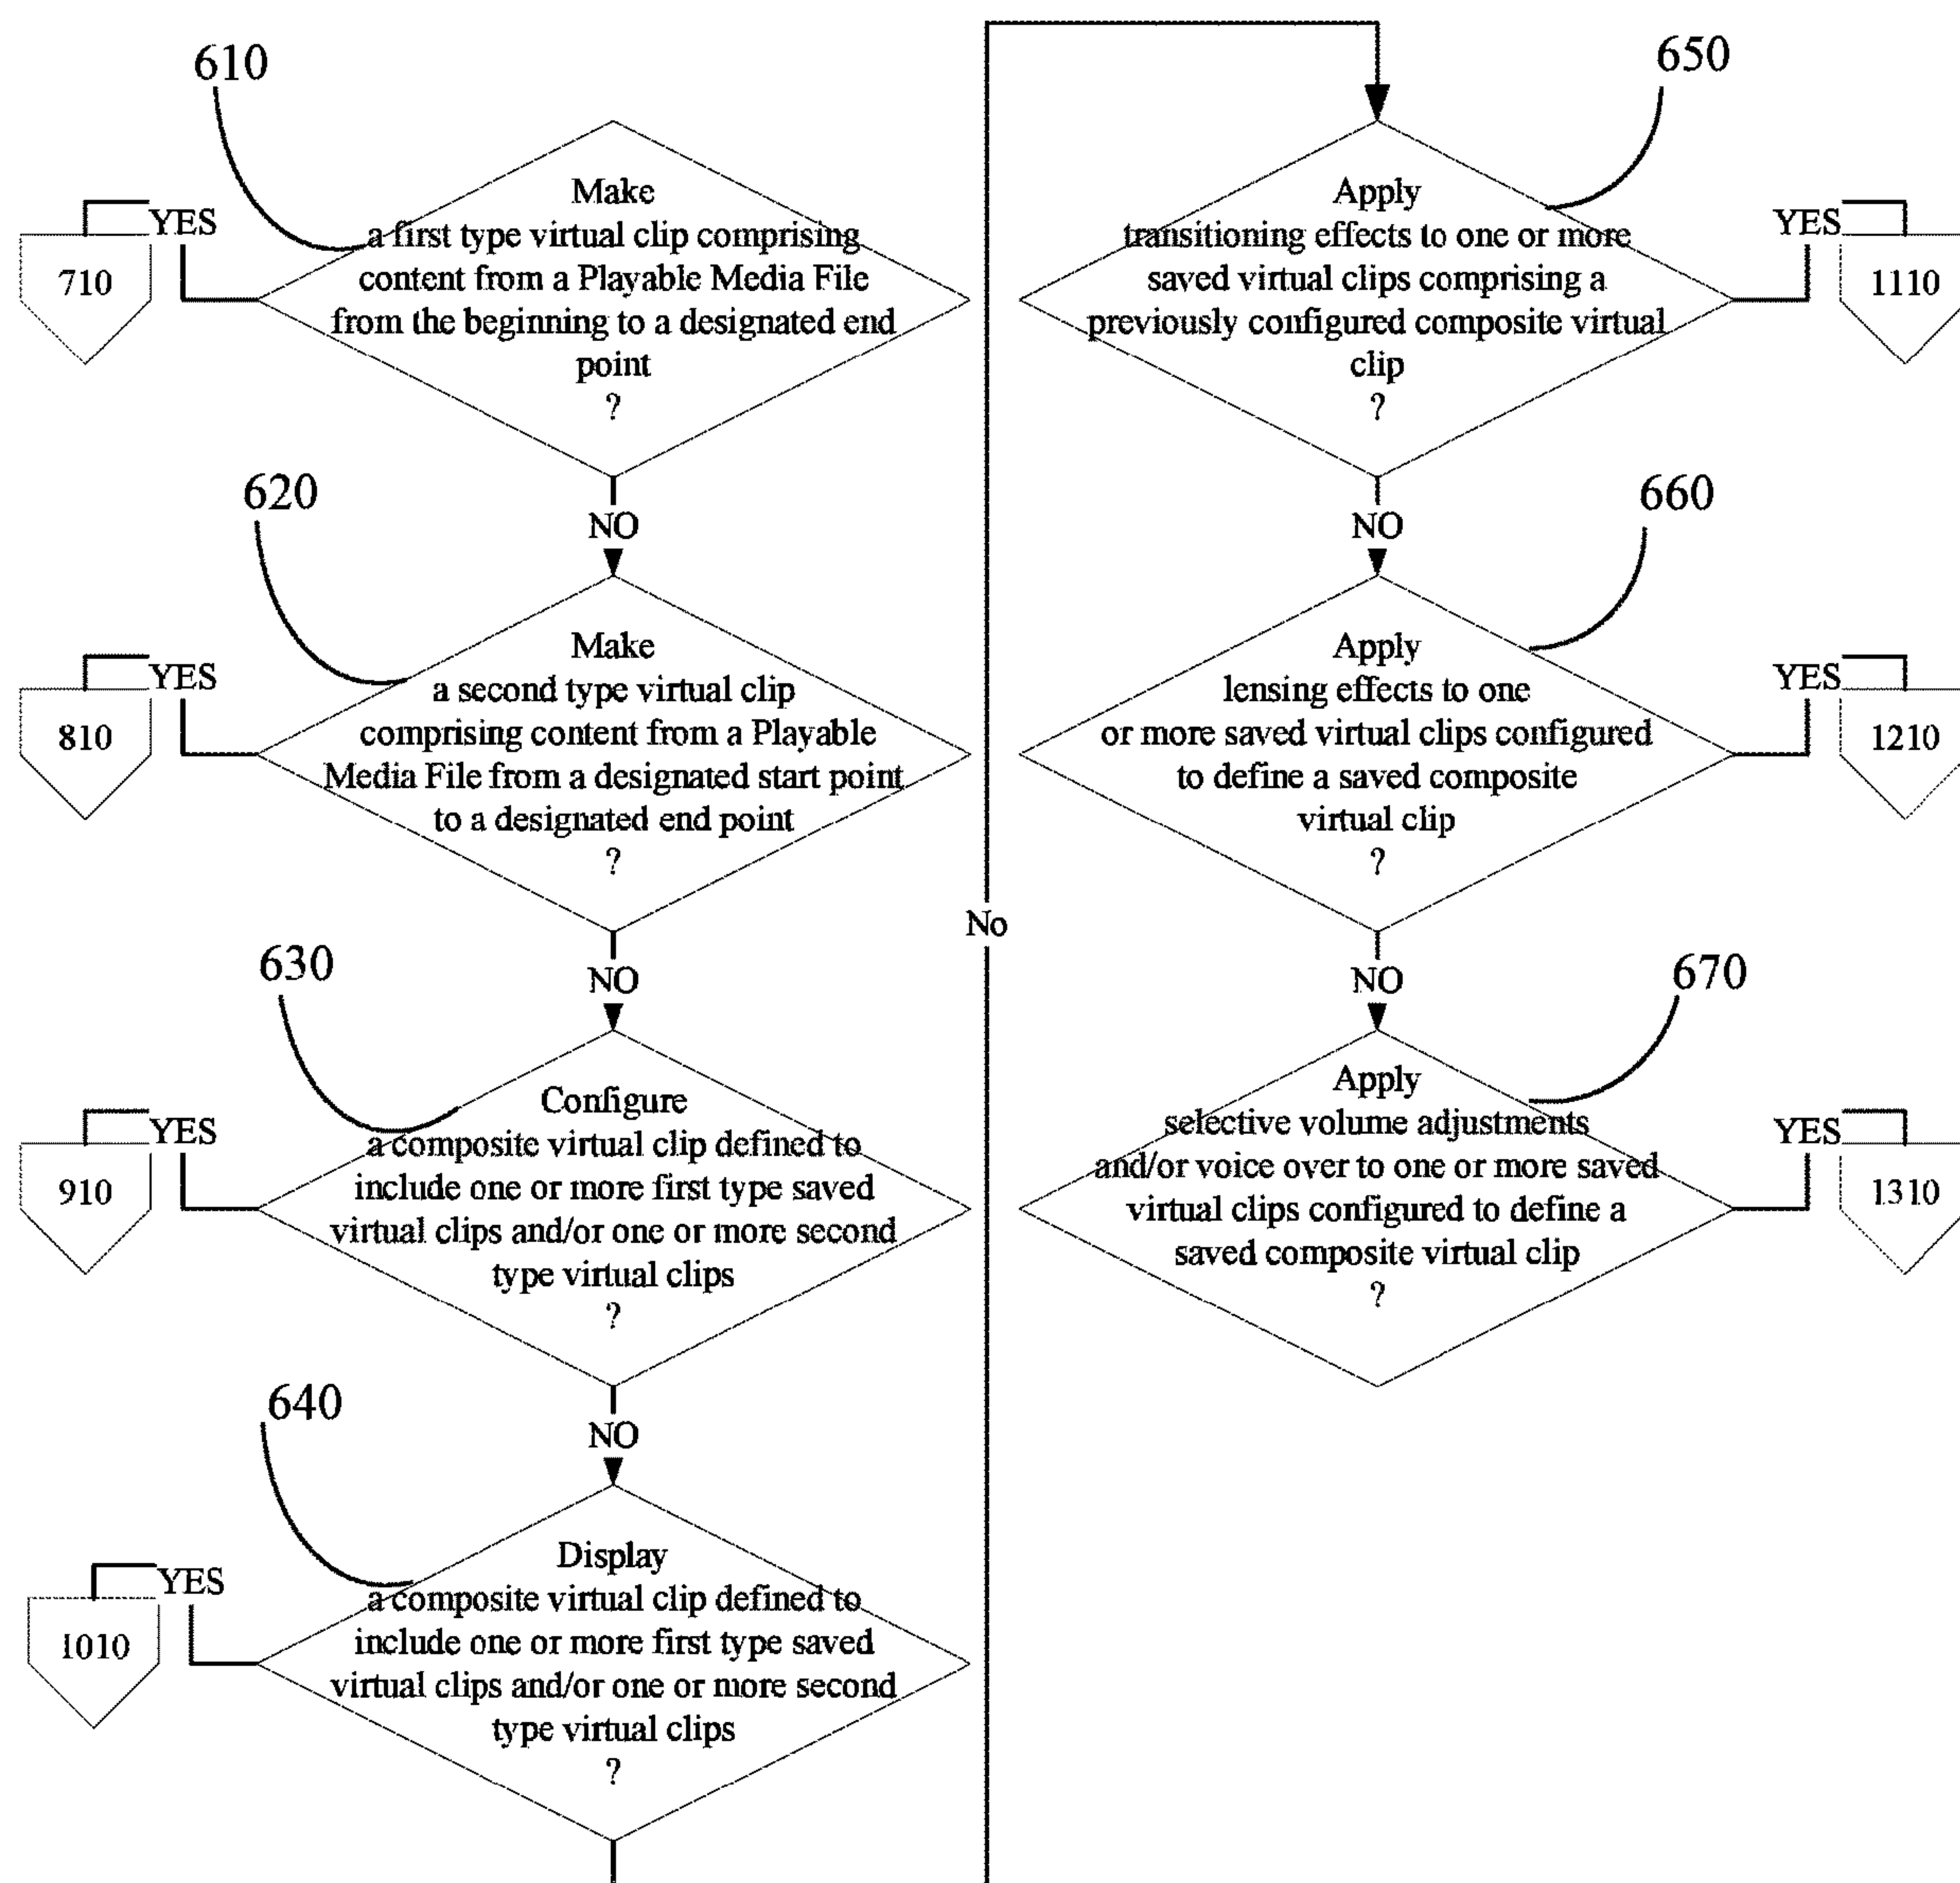 610
Make
a first type virtual clip comprising
content from a Playable Media File
from the beginning to a designated end
point
?
YES
710
NO
620
Make
a second type virtual clip
comprising content from a Playable
Media File from a designated start point
to a designated end point
?
YES
810
NO
630
Configure
a composite virtual clip defined to
include one or more first type saved
virtual clips and/or one or more second
type virtual clips
?
YES
910
NO
640
Display
a composite virtual clip defined to
include one or more first type saved
virtual clips and/or one or more second
type virtual clips
?
YES
1010
No
650
Apply
transitioning effects to one or more
saved virtual clips comprising a
previously configured composite virtual
clip
?
YES
1110
NO
660
Apply
lensing effects to one
or more saved virtual clips configured
to define a saved composite
virtual clip
?
YES
1210
NO
670
Apply
selective volume adjustments
and/or voice over to one or more saved
virtual clips configured to define a
saved composite virtual clip
?
YES
1310